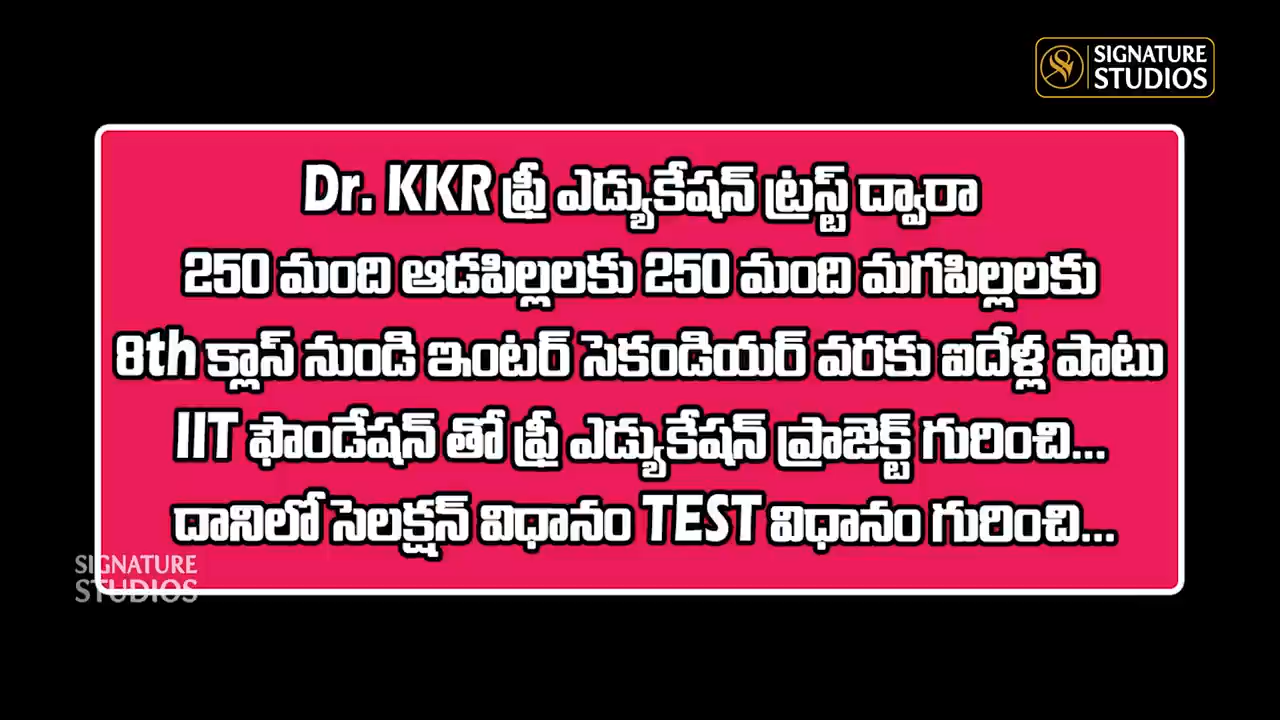 SIGNATURE
STUDIOS
Dr. KKR ఫ్రీ ఎడ్యుకేషన్ ట్రస్ట్ ద్వారా
250 మంది ఆడపిల్లలకు 250 మంది మగపిల్లలకు
8th క్లాస్ నుండి ఇంటర్ సెకండియర్ వరకు ఐదేళ్ల పాటు
IIT ఫౌండేషన్ తో ఫ్రీ ఎడ్యుకేషన్ ప్రాజెక్ట్ గురించి...
దానిలో సెలక్షన్ విధానం TEST విధానం గురించి...
SIGNATURE
STUDIOS